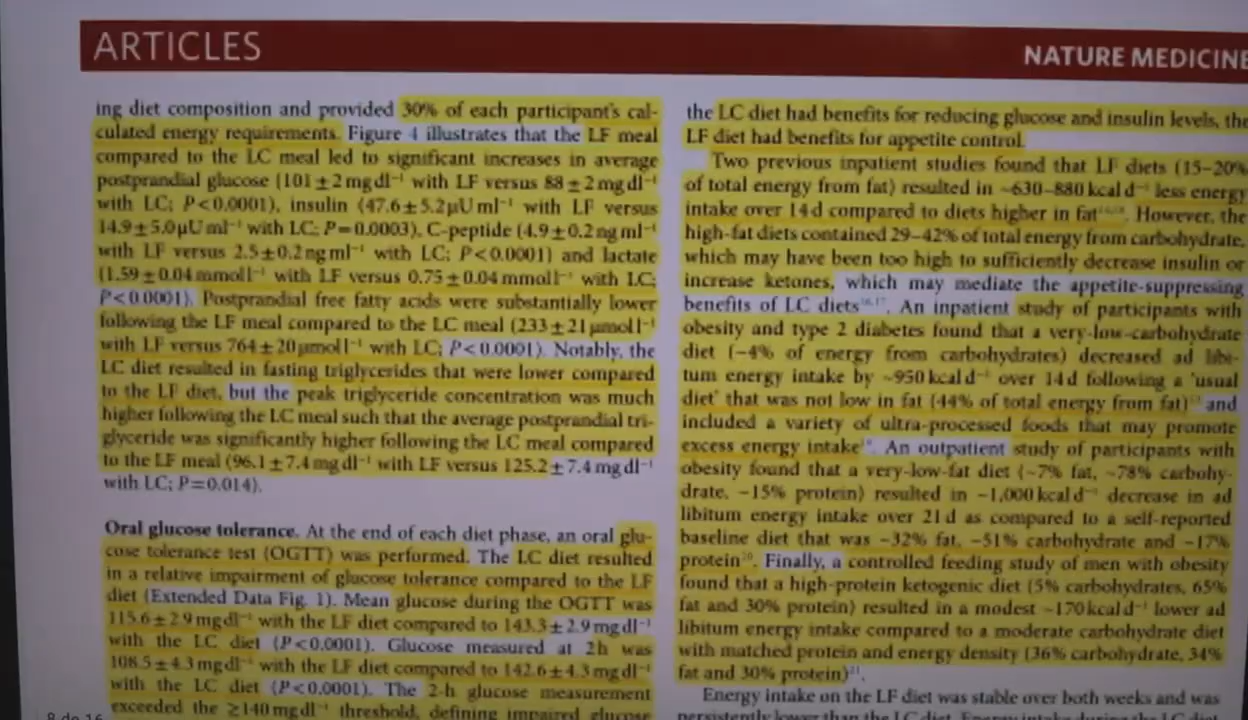 ARTICLES
NATURE MEDICINE
ing diet composition and provided 30% of each participant's cal-
culated energy requirements. Figure 4 illustrates that the LF meal
compared to the LC meal led to significant increases in average
postprandial glucose (101 ± 2 mg dl⁻¹ with LF versus 88 ± 2 mg dl⁻¹
with LC; P < 0.0001), insulin (47.6 ± 5.2 μU ml⁻¹ with LF versus
14.9 ± 5.0 μU ml⁻¹ with LC; P = 0.0003), C-peptide (4.9 ± 0.2 ng ml⁻¹
with LF versus 2.5 ± 0.2 ng ml⁻¹ with LC; P < 0.0001) and lactate
(1.59 ± 0.04 mmol l⁻¹ with LF versus 0.75 ± 0.04 mmol l⁻¹ with LC;
P < 0.0001). Postprandial free fatty acids were substantially lower
following the LF meal compared to the LC meal (233 ± 21 μmol l⁻¹
with LF versus 764 ± 20 μmol l⁻¹ with LC; P < 0.0001). Notably, the
LC diet resulted in fasting triglycerides that were lower compared
to the LF diet, but the peak triglyceride concentration was much
higher following the LC meal such that the average postprandial tri-
glyceride was significantly higher following the LC meal compared
to the LF meal (96.1 ± 7.4 mg dl⁻¹ with LF versus 125.2 ± 7.4 mg dl⁻¹
with LC; P = 0.014).
Oral glucose tolerance. At the end of each diet phase, an oral glu-
cose tolerance test (OGTT) was performed. The LC diet resulted
in a relative impairment of glucose tolerance compared to the LF
diet (Extended Data Fig. 1). Mean glucose during the OGTT was
115.6 ± 2.9 mg dl⁻¹ with the LF diet compared to 143.3 ± 2.9 mg dl⁻¹
with the LC diet (P < 0.0001). Glucose measured at 2 h was
108.5 ± 4.3 mg dl⁻¹ with the LF diet compared to 142.6 ± 4.3 mg dl⁻¹
with the LC diet (P < 0.0001). The 2-h glucose measurement
exceeded the ≥140 mg dl⁻¹ threshold, defining impaired glucose
8 de 16
the LC diet had benefits for reducing glucose and insulin levels, the
LF diet had benefits for appetite control.
Two previous inpatient studies found that LF diets (15–20%
of total energy from fat) resulted in ~630–880 kcal d⁻¹ less energy
intake over 14 d compared to diets higher in fat. However, the
high-fat diets contained 29–42% of total energy from carbohydrate,
which may have been too high to sufficiently decrease insulin or
increase ketones, which may mediate the appetite-suppressing
benefits of LC diets¹⁶,¹⁷. An inpatient study of participants with
obesity and type 2 diabetes found that a very-low-carbohydrate
diet (~4% of energy from carbohydrates) decreased ad libi-
tum energy intake by ~950 kcal d⁻¹ over 14 d following a 'usual
diet' that was not low in fat (44% of total energy from fat) and
included a variety of ultra-processed foods that may promote
excess energy intake. An outpatient study of participants with
obesity found that a very-low-fat diet (~7% fat, ~78% carbohy-
drate, ~15% protein) resulted in ~1,000 kcal d⁻¹ decrease in ad
libitum energy intake over 21 d as compared to a self-reported
baseline diet that was ~32% fat, ~51% carbohydrate and ~17%
protein²⁰. Finally, a controlled feeding study of men with obesity
found that a high-protein ketogenic diet (5% carbohydrates, 65%
fat and 30% protein) resulted in a modest ~170 kcal d⁻¹ lower ad
libitum energy intake compared to a moderate carbohydrate diet
with matched protein and energy density (36% carbohydrate, 34%
fat and 30% protein)²¹.
Energy intake on the LF diet was stable over both weeks and was
persistently lower than the LC diet. Energy intake during the